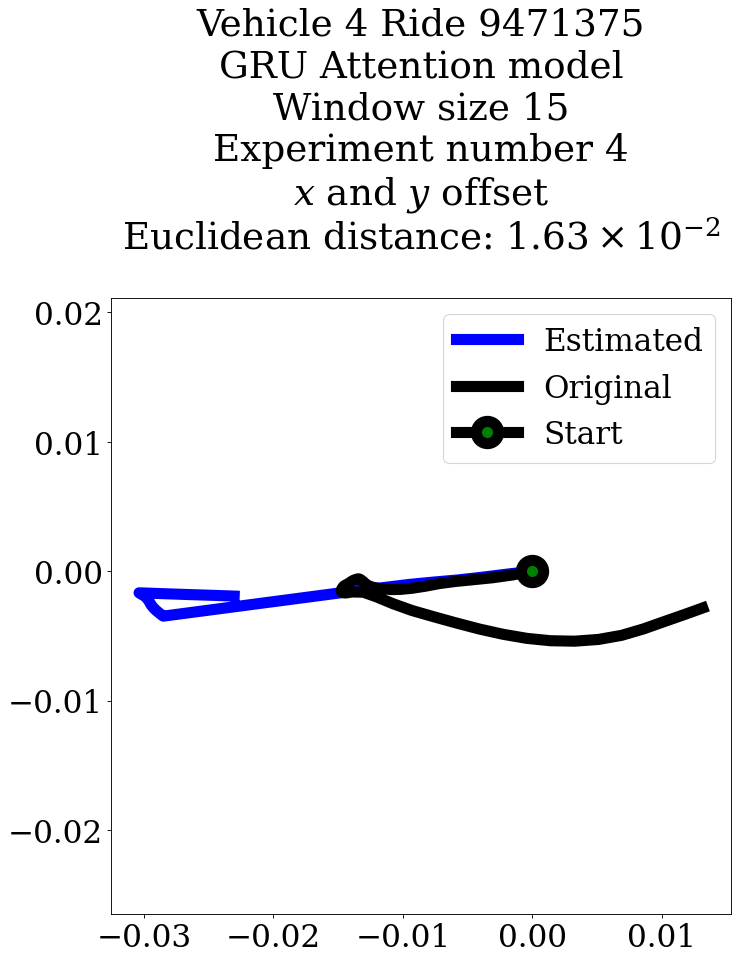 Vehicle 4 Ride 9471375
GRU Attention model
Window size 15
Experiment number 4
x and y offset
Euclidean distance: 1.63 × 10⁻²
Estimated
Original
Start
0.02
0.01
0.00
−0.01
−0.02
−0.03 −0.02 −0.01 0.00 0.01